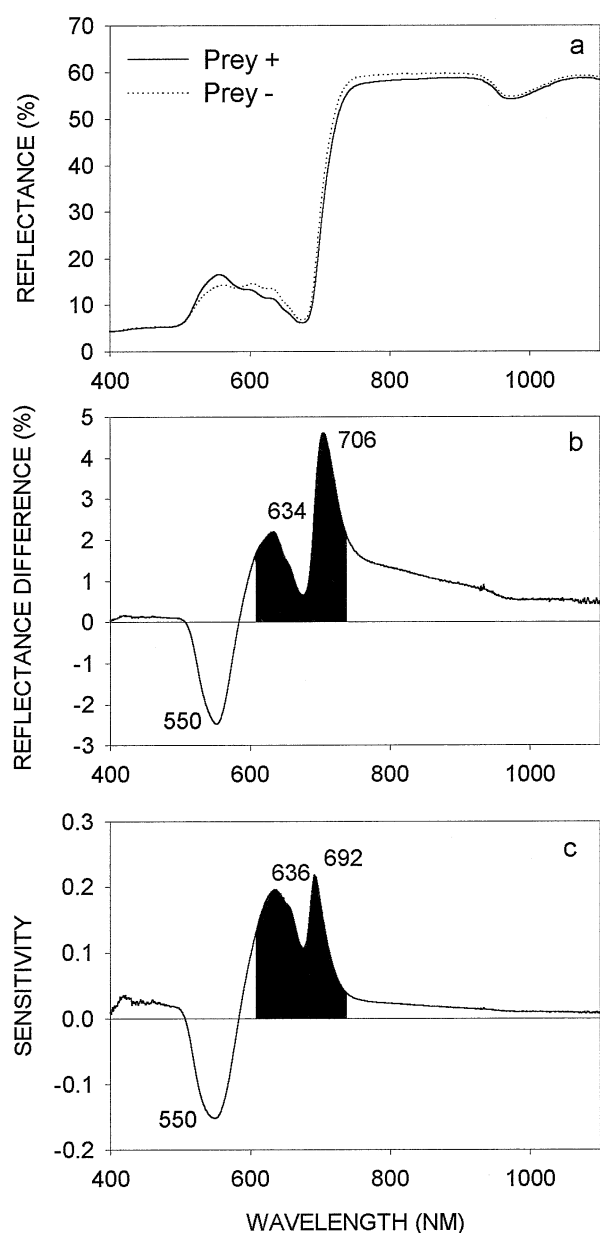 70
60
50
40
30
20
10
0
REFLECTANCE (%)
Prey +
Prey -
a
400 600 800 1000
5
4
3
2
1
0
-1
-2
-3
REFLECTANCE DIFFERENCE (%)
706
634
550
b
400 600 800 1000
0.3
0.2
0.1
0.0
-0.1
-0.2
SENSITIVITY
636
692
550
c
400 600 800 1000
WAVELENGTH (NM)